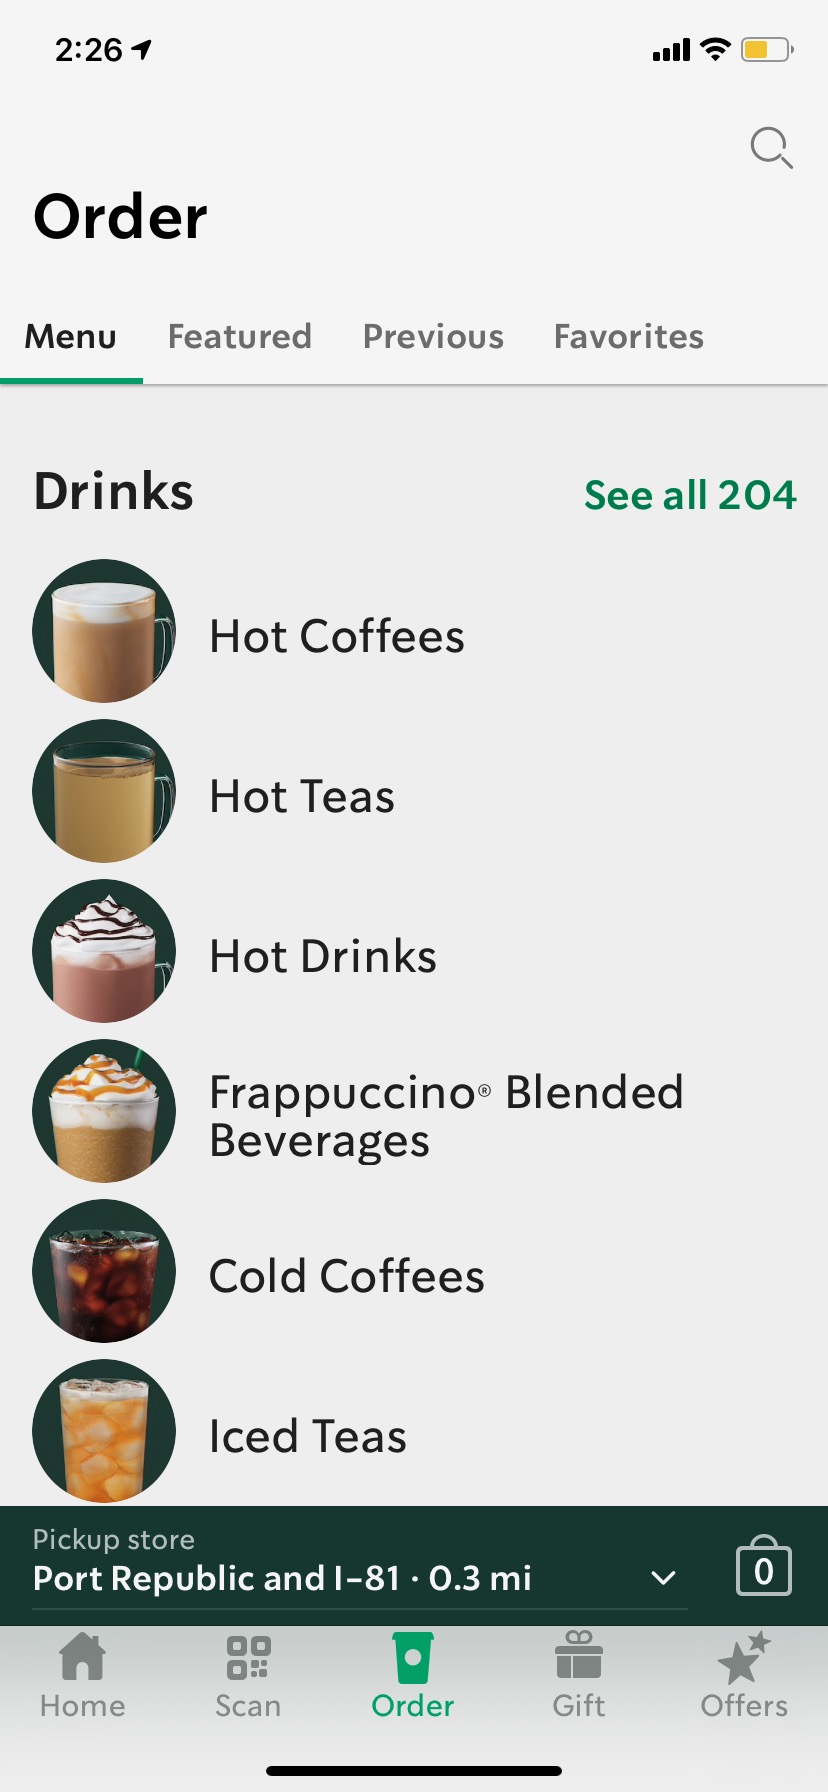 2:26
Order
Menu Featured Previous Favorites
Drinks See all 204
Hot Coffees
Hot Teas
Hot Drinks
Frappuccino® Blended
Beverages
Cold Coffees
Iced Teas
Pickup store
Port Republic and I-81 · 0.3 mi 0
Home Scan Order Gift Offers